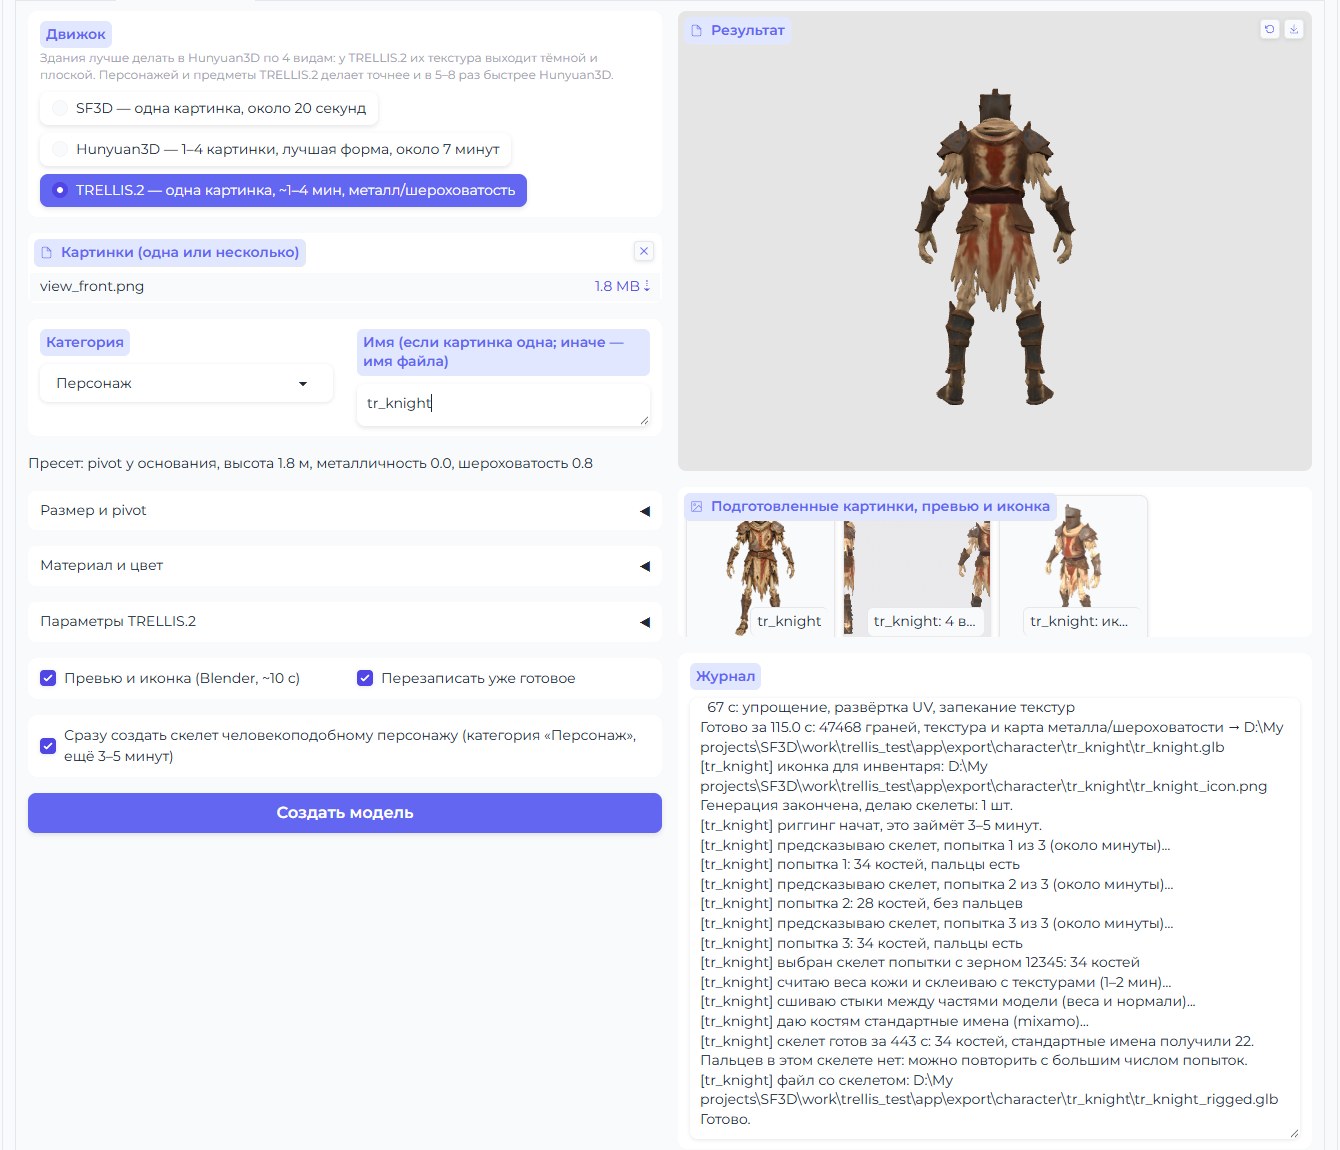 Движок
Здания лучше делать в Hunyuan3D по 4 видам: у TRELLIS.2 их текстура выходит тёмной и
плоской. Персонажей и предметы TRELLIS.2 делает точнее и в 5–8 раз быстрее Hunyuan3D.
SF3D — одна картинка, около 20 секунд
Hunyuan3D — 1–4 картинки, лучшая форма, около 7 минут
TRELLIS.2 — одна картинка, ~1–4 мин, металл/шероховатость
Картинки (одна или несколько)
view_front.png
1.8 MB ⇣
Категория
Персонаж
Имя (если картинка одна; иначе —
имя файла)
tr_knight
Пресет: pivot у основания, высота 1.8 м, металличность 0.0, шероховатость 0.8
Размер и pivot
Материал и цвет
Параметры TRELLIS.2
Превью и иконка (Blender, ~10 с)
Перезаписать уже готовое
Сразу создать скелет человекоподобному персонажу (категория «Персонаж»,
ещё 3–5 минут)
Создать модель
Результат
Подготовленные картинки, превью и иконка
tr_knight
tr_knight: 4 в...
tr_knight: ик...
Журнал
67 с: упрощение, развёртка UV, запекание текстур
Готово за 115.0 с: 47468 граней, текстура и карта металла/шероховатости → D:\My
projects\SF3D\work\trellis_test\app\export\character\tr_knight\tr_knight.glb
[tr_knight] иконка для инвентаря: D:\My
projects\SF3D\work\trellis_test\app\export\character\tr_knight\tr_knight_icon.png
Генерация закончена, делаю скелеты: 1 шт.
[tr_knight] риггинг начат, это займёт 3–5 минут.
[tr_knight] предсказываю скелет, попытка 1 из 3 (около минуты)...
[tr_knight] попытка 1: 34 костей, пальцы есть
[tr_knight] предсказываю скелет, попытка 2 из 3 (около минуты)...
[tr_knight] попытка 2: 28 костей, без пальцев
[tr_knight] предсказываю скелет, попытка 3 из 3 (около минуты)...
[tr_knight] попытка 3: 34 костей, пальцы есть
[tr_knight] выбран скелет попытки с зерном 12345: 34 костей
[tr_knight] считаю веса кожи и склеиваю с текстурами (1–2 мин)...
[tr_knight] сшиваю стыки между частями модели (веса и нормали)...
[tr_knight] даю костям стандартные имена (mixamo)...
[tr_knight] скелет готов за 443 с: 34 костей, стандартные имена получили 22.
Пальцев в этом скелете нет: можно повторить с большим числом попыток.
[tr_knight] файл со скелетом: D:\My
projects\SF3D\work\trellis_test\app\export\character\tr_knight\tr_knight_rigged.glb
Готово.